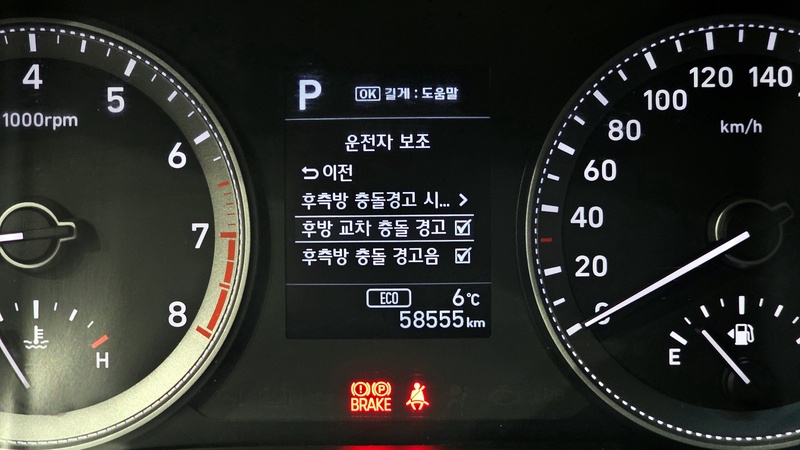 4
5
6
7
8
1000rpm
H
P OK 길게 : 도움말
운전자 보조
이전
후측방 충돌경고 시...
후방 교차 충돌 경고
후측방 충돌 경고음
ECO 6℃
58555 km
(!) (P)
BRAKE
0
20
40
60
80
100
120
140
km/h
E